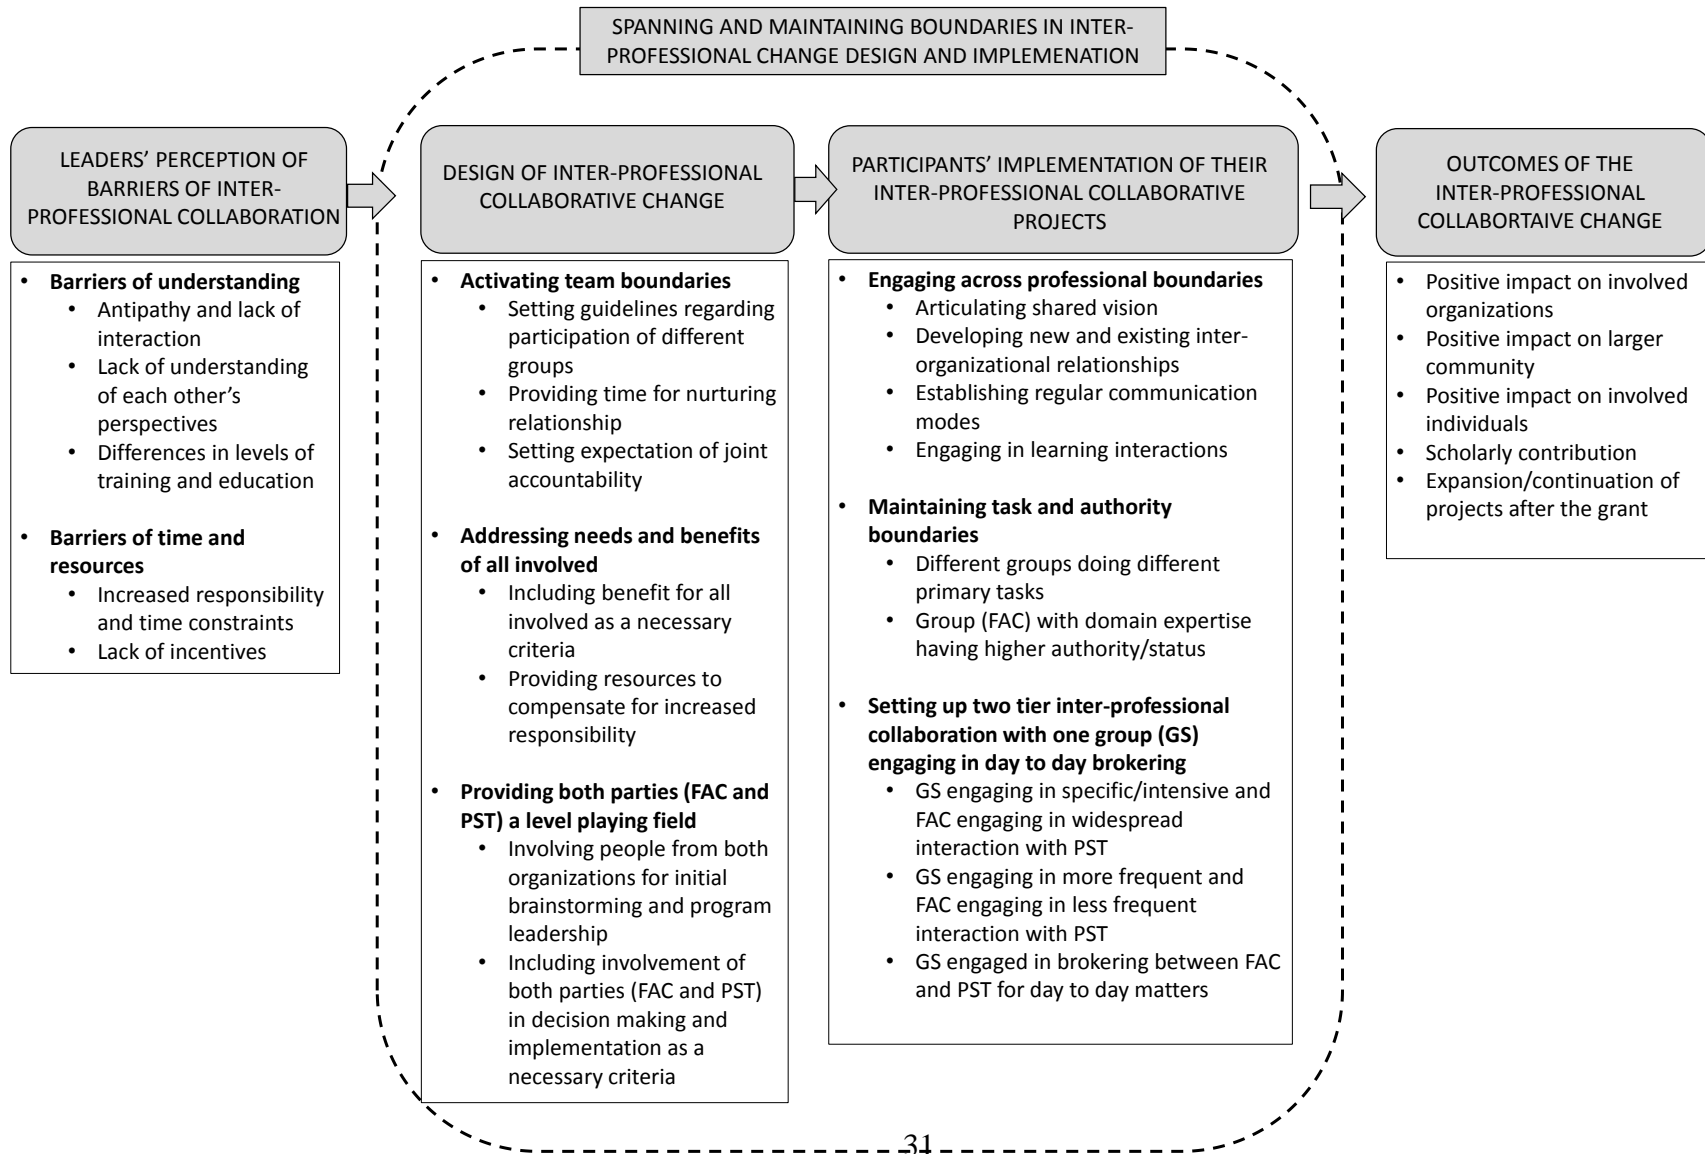 SPANNING AND MAINTAINING BOUNDARIES IN INTER-
PROFESSIONAL CHANGE DESIGN AND IMPLEMENATION
LEADERS’ PERCEPTION OF
BARRIERS OF INTER-
PROFESSIONAL COLLABORATION
• Barriers of understanding
• Antipathy and lack of
interaction
• Lack of understanding
of each other’s
perspectives
• Differences in levels of
training and education
• Barriers of time and
resources
• Increased responsibility
and time constraints
• Lack of incentives
DESIGN OF INTER-PROFESSIONAL
COLLABORATIVE CHANGE
• Activating team boundaries
• Setting guidelines regarding
participation of different
groups
• Providing time for nurturing
relationship
• Setting expectation of joint
accountability
• Addressing needs and benefits
of all involved
• Including benefit for all
involved as a necessary
criteria
• Providing resources to
compensate for increased
responsibility
• Providing both parties (FAC and
PST) a level playing field
• Involving people from both
organizations for initial
brainstorming and program
leadership
• Including involvement of
both parties (FAC and PST)
in decision making and
implementation as a
necessary criteria
PARTICIPANTS’ IMPLEMENTATION OF THEIR
INTER-PROFESSIONAL COLLABORATIVE
PROJECTS
• Engaging across professional boundaries
• Articulating shared vision
• Developing new and existing inter-
organizational relationships
• Establishing regular communication
modes
• Engaging in learning interactions
• Maintaining task and authority
boundaries
• Different groups doing different
primary tasks
• Group (FAC) with domain expertise
having higher authority/status
• Setting up two tier inter-professional
collaboration with one group (GS)
engaging in day to day brokering
• GS engaging in specific/intensive and
FAC engaging in widespread
interaction with PST
• GS engaging in more frequent and
FAC engaging in less frequent
interaction with PST
• GS engaged in brokering between FAC
and PST for day to day matters
OUTCOMES OF THE
INTER-PROFESSIONAL
COLLABORTAIVE CHANGE
• Positive impact on involved
organizations
• Positive impact on larger
community
• Positive impact on involved
individuals
• Scholarly contribution
• Expansion/continuation of
projects after the grant
31